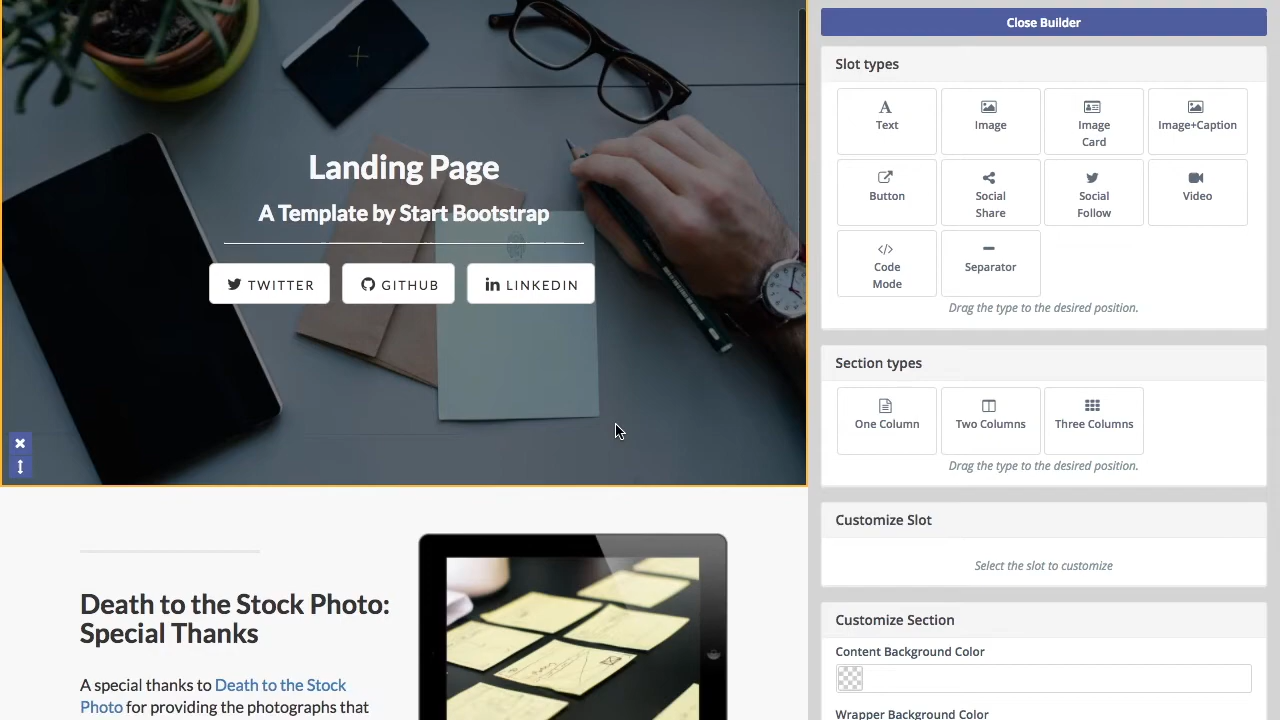 Landing Page
A Template by Start Bootstrap
TWITTER
GITHUB
LINKEDIN
Death to the Stock Photo:
Special Thanks
A special thanks to Death to the Stock
Photo for providing the photographs that
Close Builder
Slot types
Text
Image
Image
Card
Image+Caption
Button
Social
Share
Social
Follow
Video
Code
Mode
Separator
Drag the type to the desired position.
Section types
One Column
Two Columns
Three Columns
Drag the type to the desired position.
Customize Slot
Select the slot to customize
Customize Section
Content Background Color
Wrapper Background Color